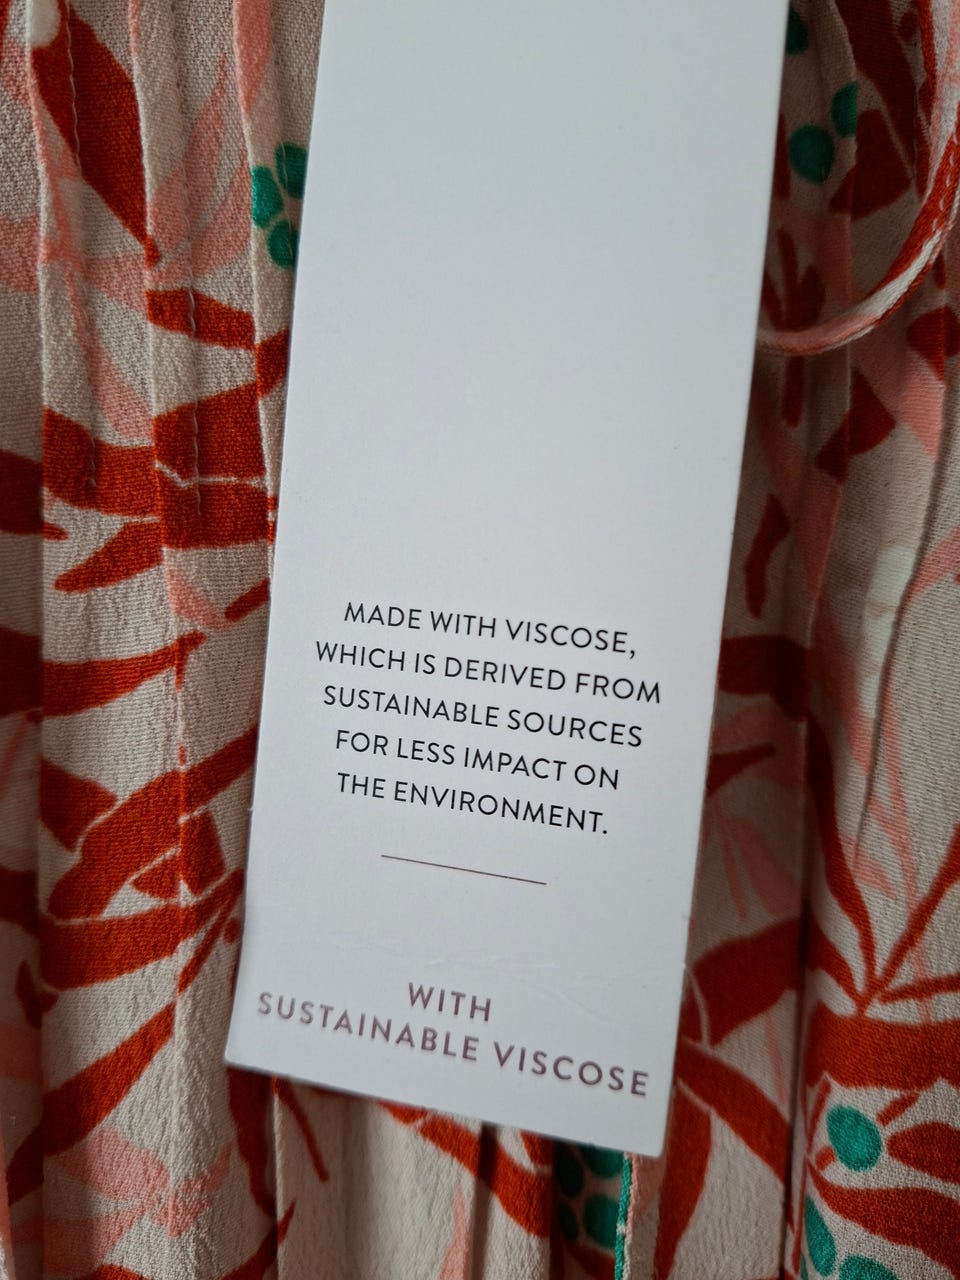 MADE WITH VISCOSE,
WHICH IS DERIVED FROM
SUSTAINABLE SOURCES
FOR LESS IMPACT ON
THE ENVIRONMENT.
WITH
SUSTAINABLE VISCOSE